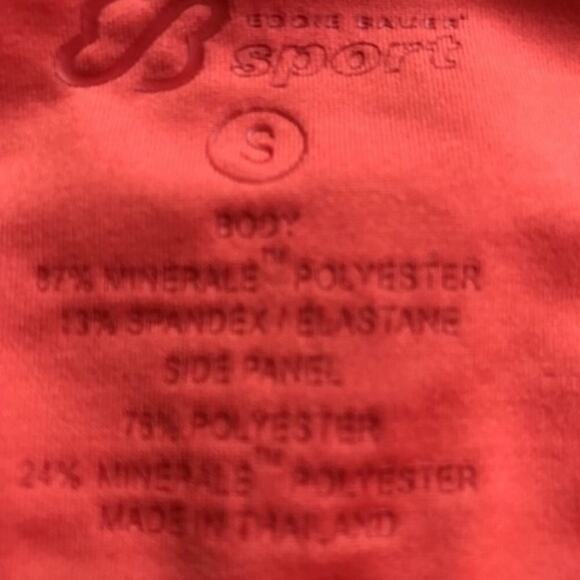 EDDIE BAUER
sport
S
BODY
87% MINERALE™ POLYESTER
13% SPANDEX / ELASTANE
SIDE PANEL
76% POLYESTER
24% MINERALE™ POLYESTER
MADE IN THAILAND